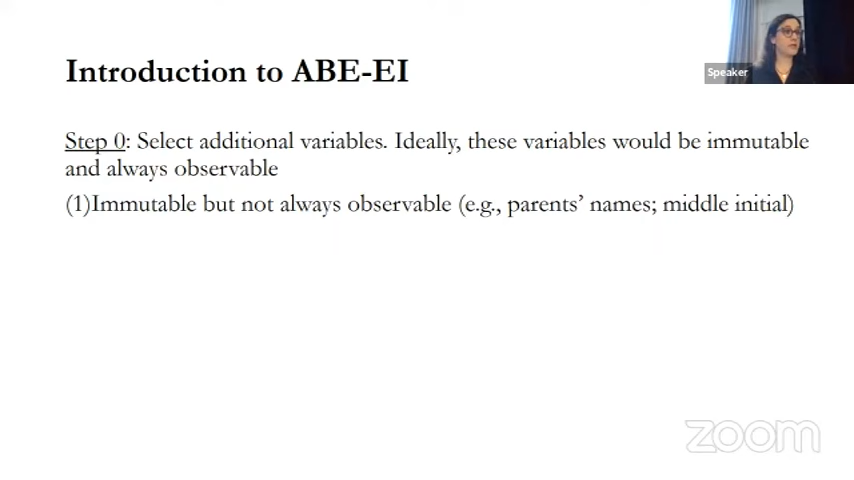 Speaker
Introduction to ABE-EI
Step 0: Select additional variables. Ideally, these variables would be immutable
and always observable
(1)Immutable but not always observable (e.g., parents’ names; middle initial)
zoom